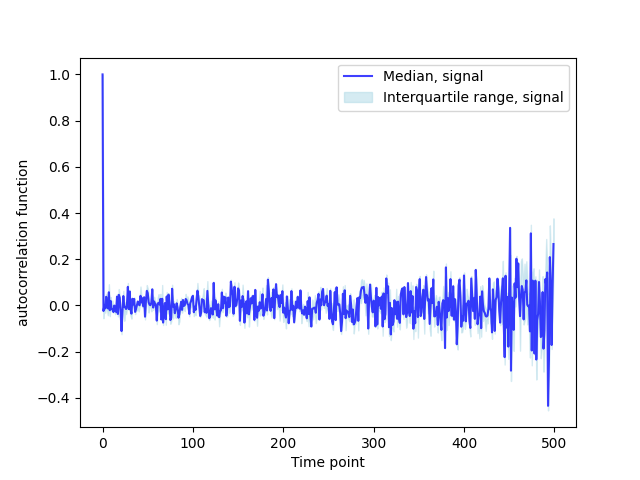 Median, signal
Interquartile range, signal
1.0
0.8
0.6
0.4
0.2
0.0
−0.2
−0.4
autocorrelation function
0 100 200 300 400 500
Time point